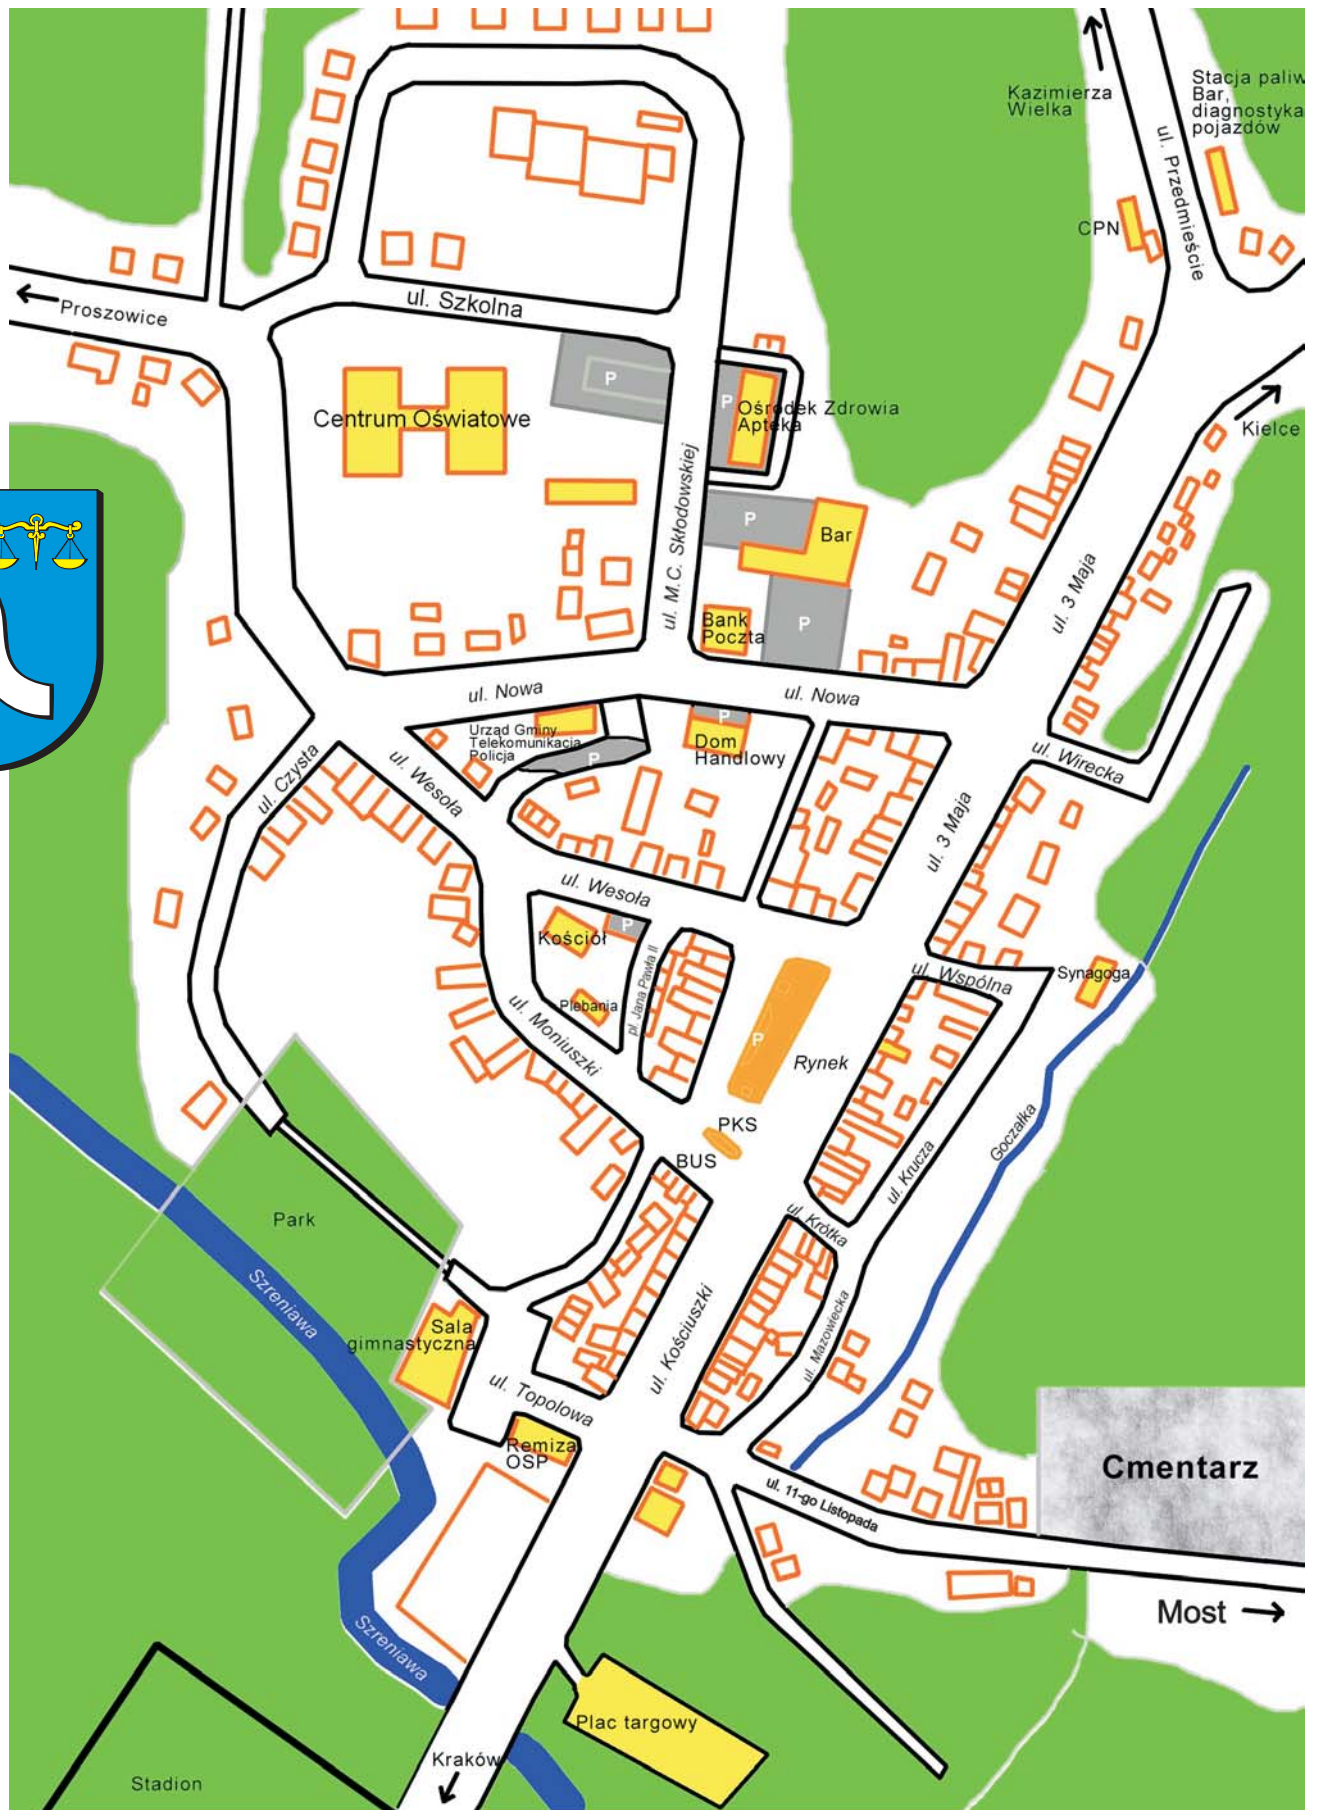 Kazimierza
Wielka
Stacja paliw
Bar,
diagnostyka
pojazdów
ul. Przedmieście
CPN
Proszowice
ul. Szkolna
P
P
Centrum Oświatowe
Ośrodek Zdrowia
Apteka
Kielce
ul. M.C. Skłodowskiej
P
Bar
ul. 3 Maja
Bank
Poczta
P
ul. Nowa
ul. Nowa
Urząd Gminy
Telekomunikacja
Policja
P
P
Dom
Handlowy
ul. Wirecka
ul. Czysta
ul. Wesoła
ul. 3 Maja
ul. Wesoła
Kościół
P
pl. Jana Pawła II
ul. Wspólna
Synagoga
Plebania
ul. Moniuszki
P
Rynek
PKS
BUS
ul. Krucza
Goczałka
Park
ul. Krótka
Szreniawa
Sala
gimnastyczna
ul. Kościuszki
ul. Mazowiecka
ul. Topolowa
Remiza
OSP
Cmentarz
ul. 11-go Listopada
Most
Szreniawa
Plac targowy
Kraków
Stadion